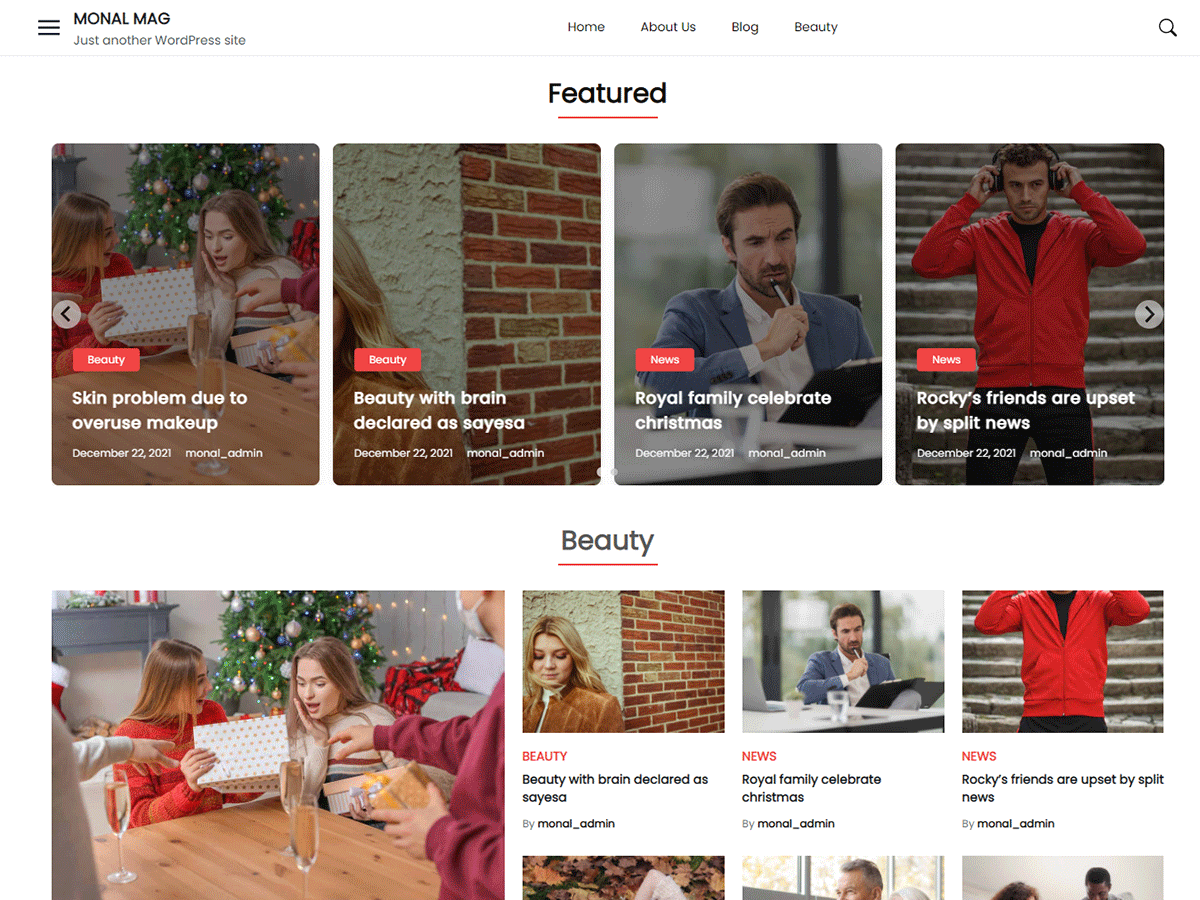 MONAL MAG
Just another WordPress site
Home About Us Blog Beauty
Featured
Beauty
Skin problem due to
overuse makeup
December 22, 2021 monal_admin
Beauty
Beauty with brain
declared as sayesa
December 22, 2021 monal_admin
News
Royal family celebrate
christmas
December 22, 2021 monal_admin
News
Rocky’s friends are upset
by split news
December 22, 2021 monal_admin
Beauty
BEAUTY
Beauty with brain declared as
sayesa
By monal_admin
NEWS
Royal family celebrate
christmas
By monal_admin
NEWS
Rocky’s friends are upset by split
news
By monal_admin